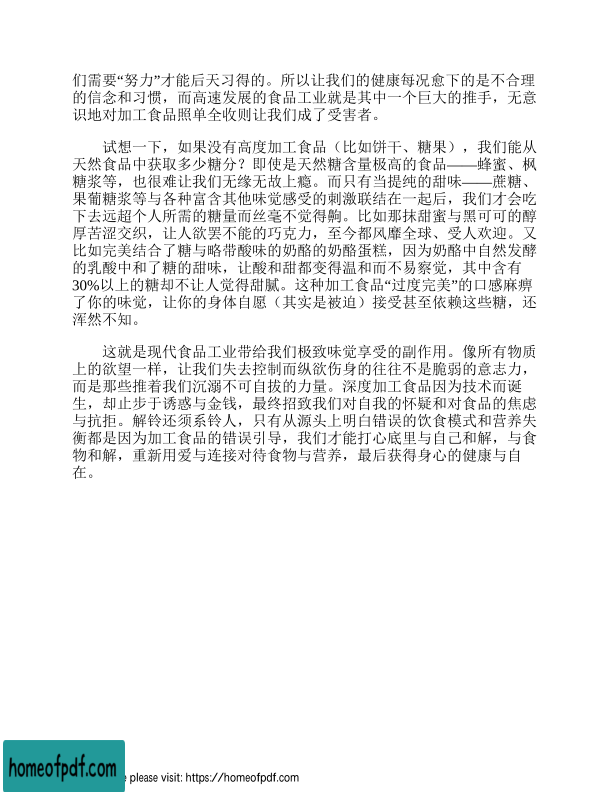 们需要“努力”才能后天习得的。所以让我们的健康每况愈下的是不合理
的信念和习惯，而高速发展的食品工业就是其中一个巨大的推手，无意
识地对加工食品照单全收则让我们成了受害者。
试想一下，如果没有高度加工食品（比如饼干、糖果），我们能从
天然食品中获取多少糖分？即使是天然糖含量极高的食品——蜂蜜、枫
糖浆等，也很难让我们无缘无故上瘾。而只有当提纯的甜味——蔗糖、
果葡糖浆等与各种富含其他味觉感受的刺激联结在一起后，我们才会吃
下去远超个人所需的糖量而丝毫不觉得齁。比如那抹甜蜜与黑可可的醇
厚苦涩交织，让人欲罢不能的巧克力，至今都风靡全球、受人欢迎。又
比如完美结合了糖与略带酸味的奶酪的奶酪蛋糕，因为奶酪中自然发酵
的乳酸中和了糖的甜味，让酸和甜都变得温和而不易察觉，其中含有
30%以上的糖却不让人觉得甜腻。这种加工食品“过度完美”的口感麻痹
了你的味觉，让你的身体自愿（其实是被迫）接受甚至依赖这些糖，还
浑然不知。
这就是现代食品工业带给我们极致味觉享受的副作用。像所有物质
上的欲望一样，让我们失去控制而纵欲伤身的往往不是脆弱的意志力，
而是那些推着我们沉溺不可自拔的力量。深度加工食品因为技术而诞
生，却止步于诱惑与金钱，最终招致我们对自我的怀疑和对食品的焦虑
与抗拒。解铃还须系铃人，只有从源头上明白错误的饮食模式和营养失
衡都是因为加工食品的错误引导，我们才能打心底里与自己和解，与食
物和解，重新用爱与连接对待食物与营养，最后获得身心的健康与自
在。
homeofpdf.com
please visit: https://homeofpdf.com